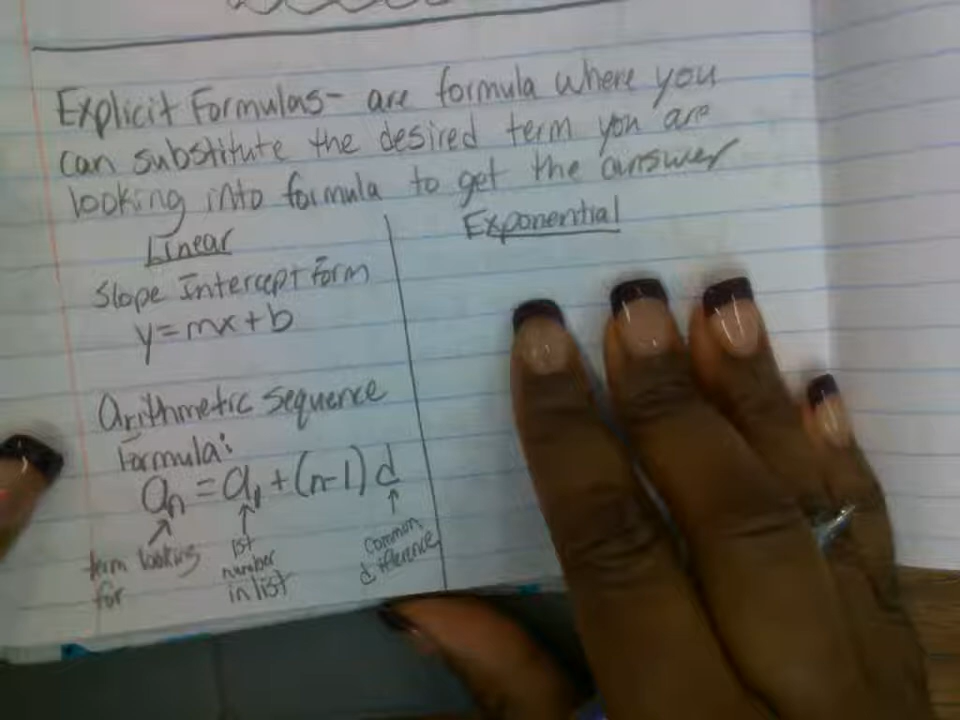 Explicit Formulas- are formula where you
can substitute the desired term you are
looking into formula to get the answer
Linear
Slope Intercept Form
y=mx+b
Arithmetic Sequence
Formula:
aₙ = a₁ + (n-1) d
term looking
for
1st
number
in list
common
difference
Exponential